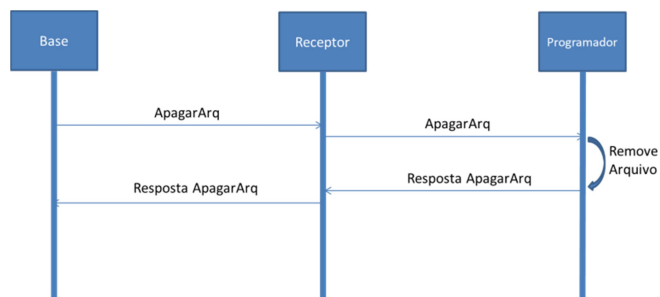 Base
Receptor
Programador
ApagarArq
ApagarArq
Remove
Arquivo
Resposta ApagarArq
Resposta ApagarArq